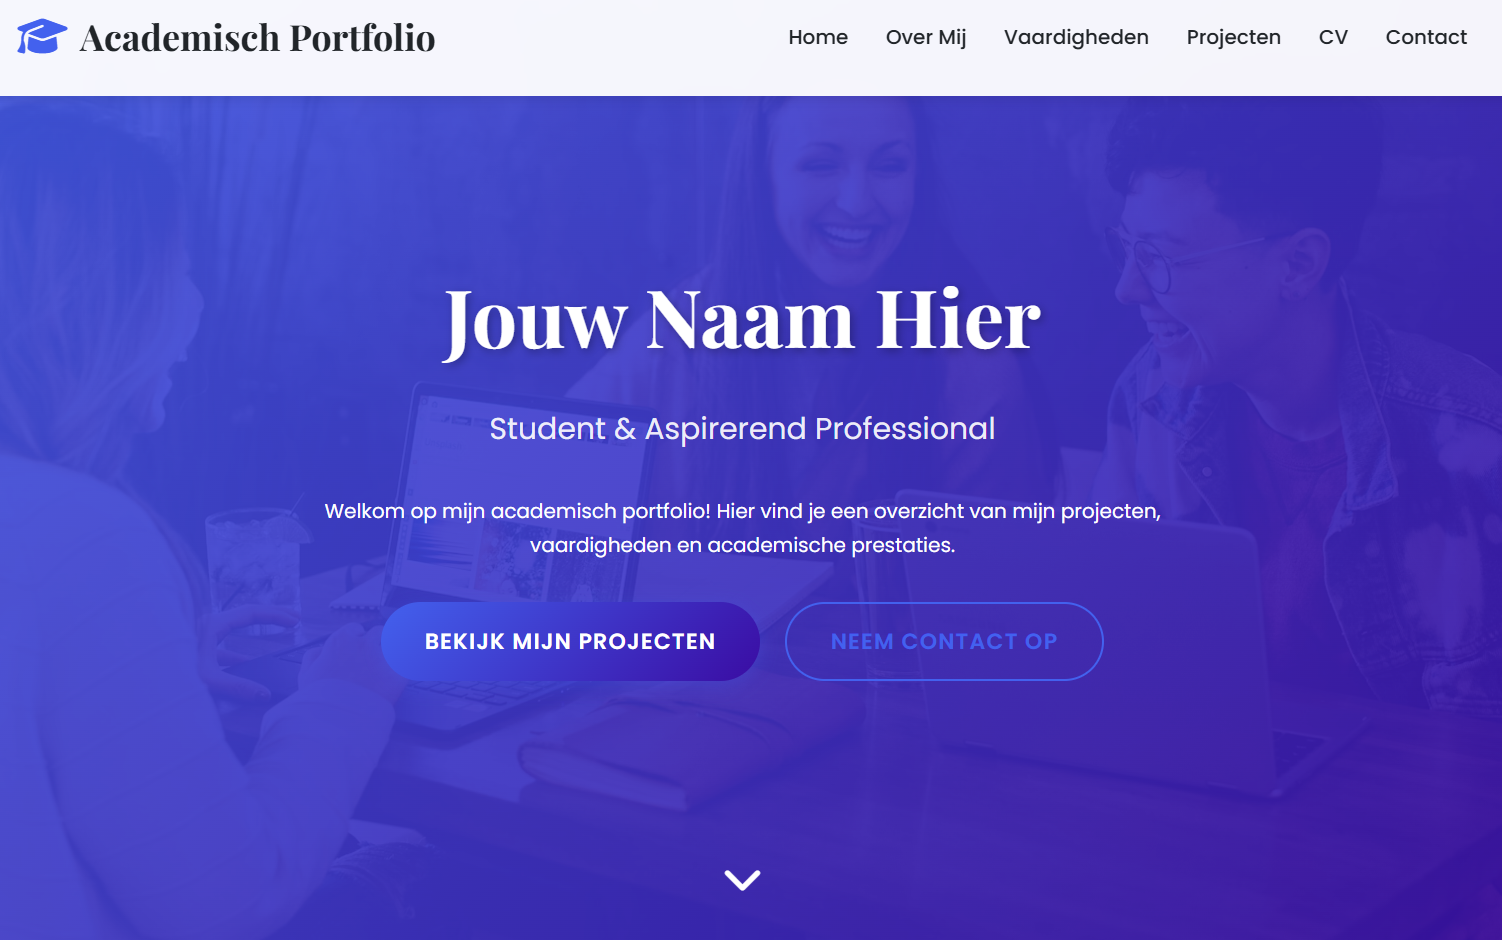 Academisch Portfolio
Home Over Mij Vaardigheden Projecten CV Contact
Jouw Naam Hier
Student & Aspirerend Professional
Welkom op mijn academisch portfolio! Hier vind je een overzicht van mijn projecten,
vaardigheden en academische prestaties.
BEKIJK MIJN PROJECTEN
NEEM CONTACT OP